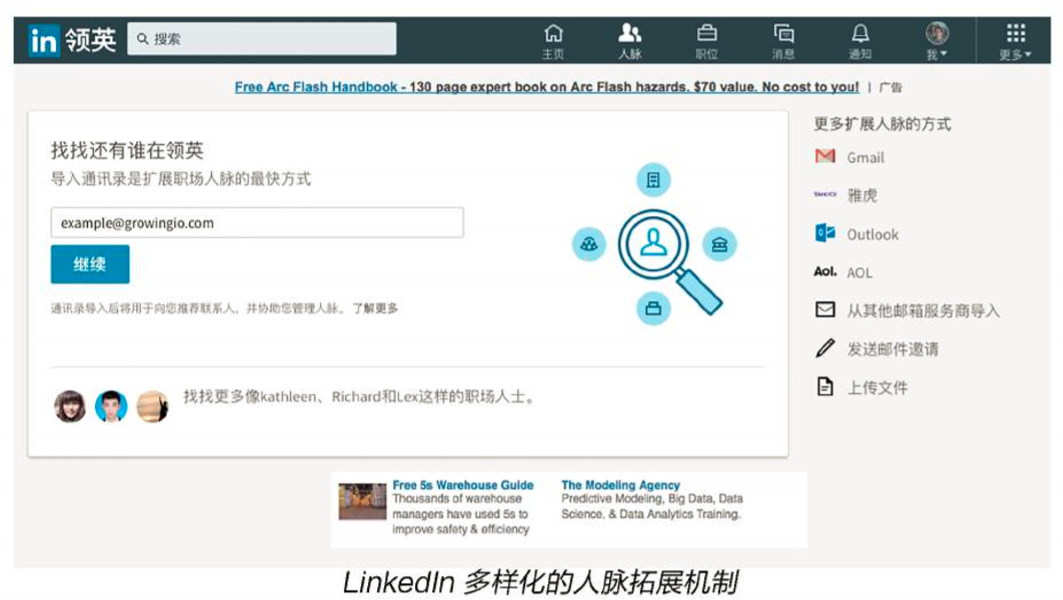 in 领英
搜索
主页
人脉
职位
消息
通知
我
更多
Free Arc Flash Handbook - 130 page expert book on Arc Flash hazards. $70 value. No cost to you! | 广告
找找还有谁在领英
导入通讯录是扩展职场人脉的最快方式
example@growingio.com
继续
通讯录导入后将用于向您推荐联系人，并协助您管理人脉。了解更多
找找更多像kathleen、Richard和Lex这样的职场人士。
更多扩展人脉的方式
Gmail
YAHOO! 雅虎
Outlook
Aol. AOL
从其他邮箱服务商导入
发送邮件邀请
上传文件
Free 5s Warehouse Guide
Thousands of warehouse
managers have used 5s to
improve safety & efficiency
The Modeling Agency
Predictive Modeling, Big Data, Data
Science, & Data Analytics Training.
LinkedIn 多样化的人脉拓展机制